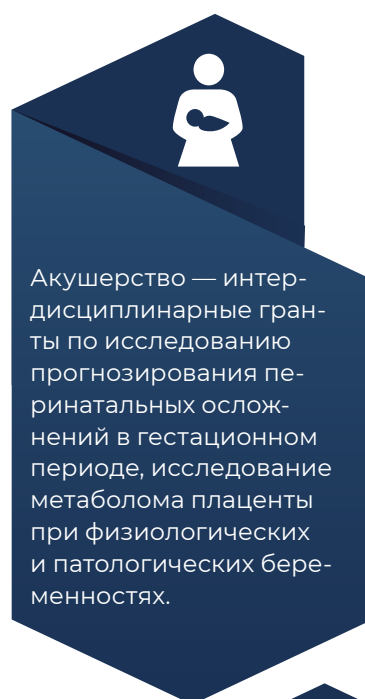 Акушерство — интер-
дисциплинарные гран-
ты по исследованию
прогнозирования пе-
ринатальных ослож-
нений в гестационном
периоде, исследование
метаболома плаценты
при физиологических
и патологических бере-
менностях.